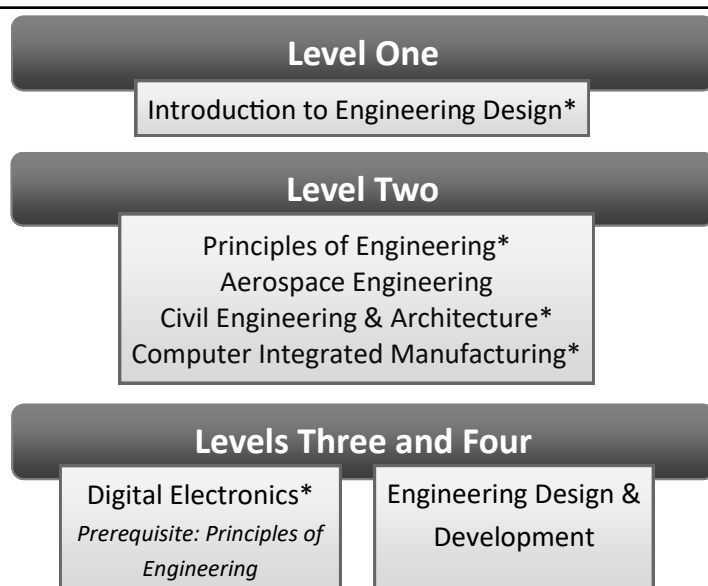 Level One
Introduction to Engineering Design*
Level Two
Principles of Engineering*
Aerospace Engineering
Civil Engineering & Architecture*
Computer Integrated Manufacturing*
Levels Three and Four
Digital Electronics*
Prerequisite: Principles of
Engineering
Engineering Design &
Development